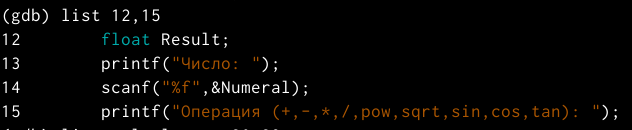 (gdb) list 12,15
12 float Result;
13 printf("Число: ");
14 scanf("%f",&Numeral);
15 printf("Операция (+,-,*,/,pow,sqrt,sin,cos,tan): ");